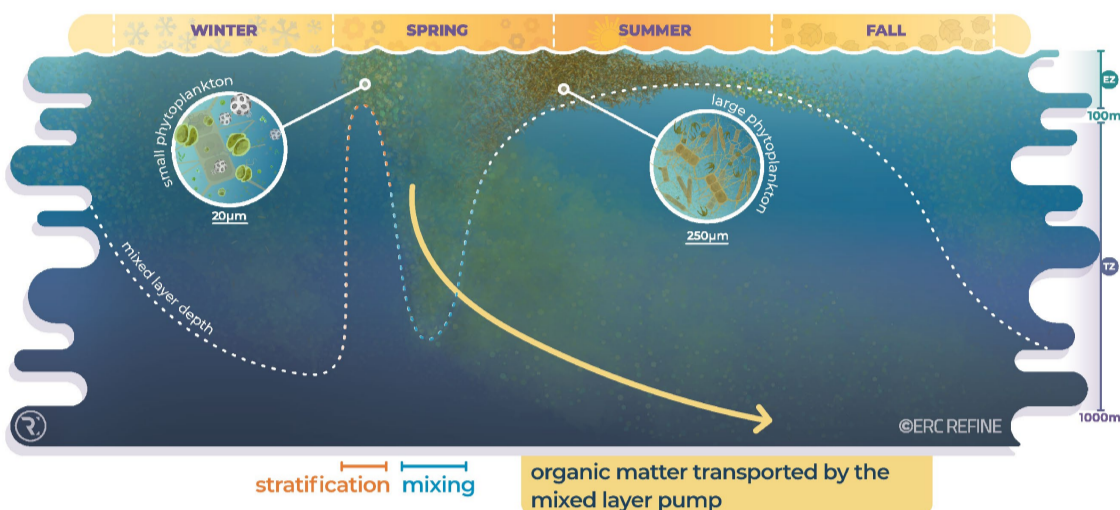 WINTER
SPRING
SUMMER
FALL
small phytoplankton
20µm
large phytoplankton
250µm
mixed layer depth
EZ
100m
TZ
1000m
R
©ERC REFINE
stratification
mixing
organic matter transported by the
mixed layer pump